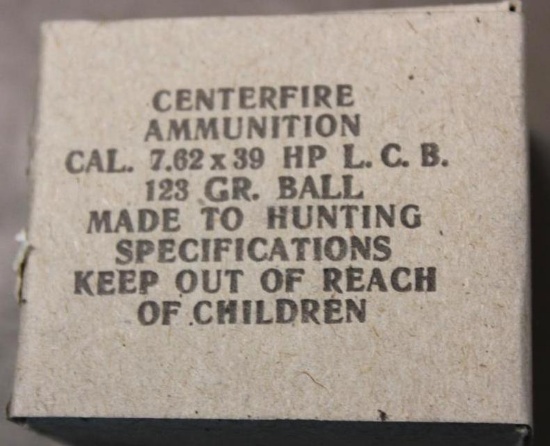 CENTERFIRE
AMMUNITION
CAL. 7.62 x 39 HP L. C. B.
123 GR. BALL
MADE TO HUNTING
SPECIFICATIONS
KEEP OUT OF REACH
OF CHILDREN